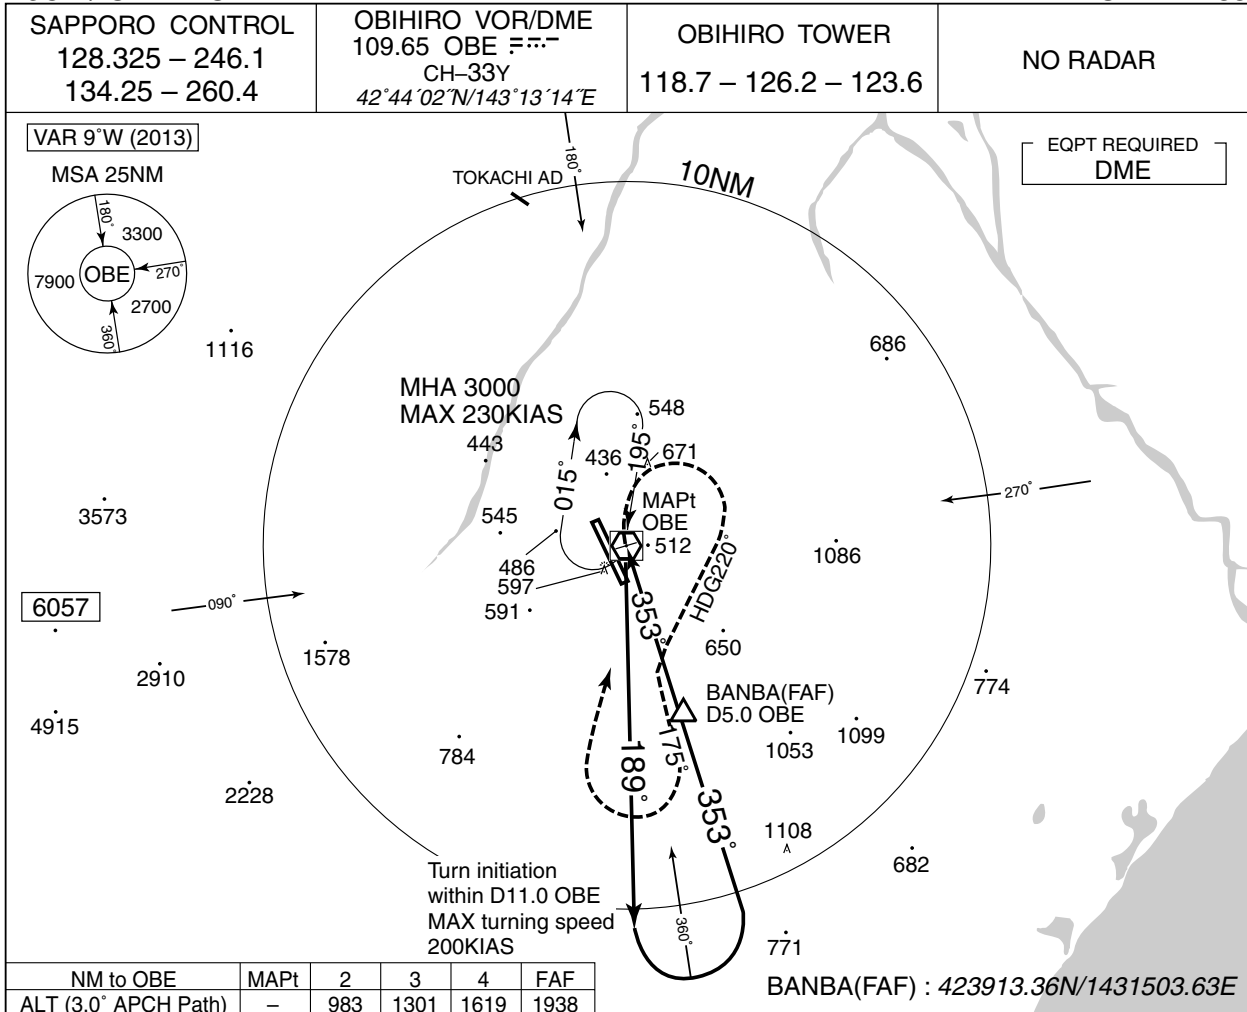 SAPPORO CONTROL
128.325 – 246.1
134.25 – 260.4
OBIHIRO VOR/DME
109.65 OBE
CH–33Y
42°44´02˝N/143°13´14˝E
OBIHIRO TOWER
118.7 – 126.2 – 123.6
NO RADAR
VAR 9°W (2013)
MSA 25NM
180°
3300
7900
OBE
270°
2700
360°
EQPT REQUIRED
DME
180°
TOKACHI AD
10NM
1116
686
MHA 3000
MAX 230KIAS
548
443
195°
436
671
015°
3573
270°
MAPt
OBE
545
512
1086
486
597
HDG220°
6057
090°
591
353°
650
1578
2910
774
BANBA(FAF)
D5.0 OBE
4915
1099
1053
784
175°
189°
2228
353°
1108
682
Turn initiation
within D11.0 OBE
MAX turning speed
200KIAS
360°
771
NM to OBE MAPt 2 3 4 FAF
ALT (3.0° APCH Path) – 983 1301 1619 1938
BANBA(FAF) : 423913.36N/1431503.63E